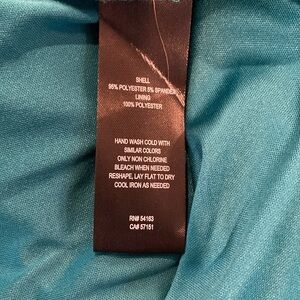 SHELL
95% POLYESTER 5% SPANDEX
LINING
100% POLYESTER
HAND WASH COLD WITH
SIMILAR COLORS
ONLY NON CHLORINE
BLEACH WHEN NEEDED
RESHAPE, LAY FLAT TO DRY
COOL IRON AS NEEDED
RN# 54163
CA# 57151